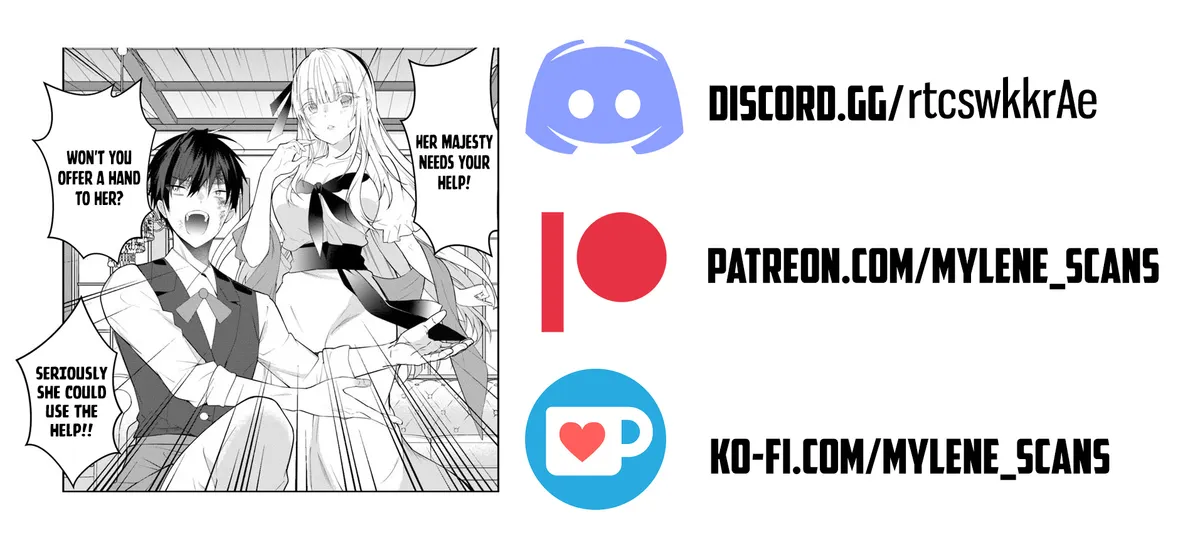 HER MAJESTY
NEEDS YOUR
HELP!
WON'T YOU
OFFER A HAND
TO HER?
SERIOUSLY
SHE COULD
USE THE
HELP!!
DISCORD.GG/rtcswkkrAe
PATREON.COM/MYLENE_SCANS
KO-FI.COM/MYLENE_SCANS